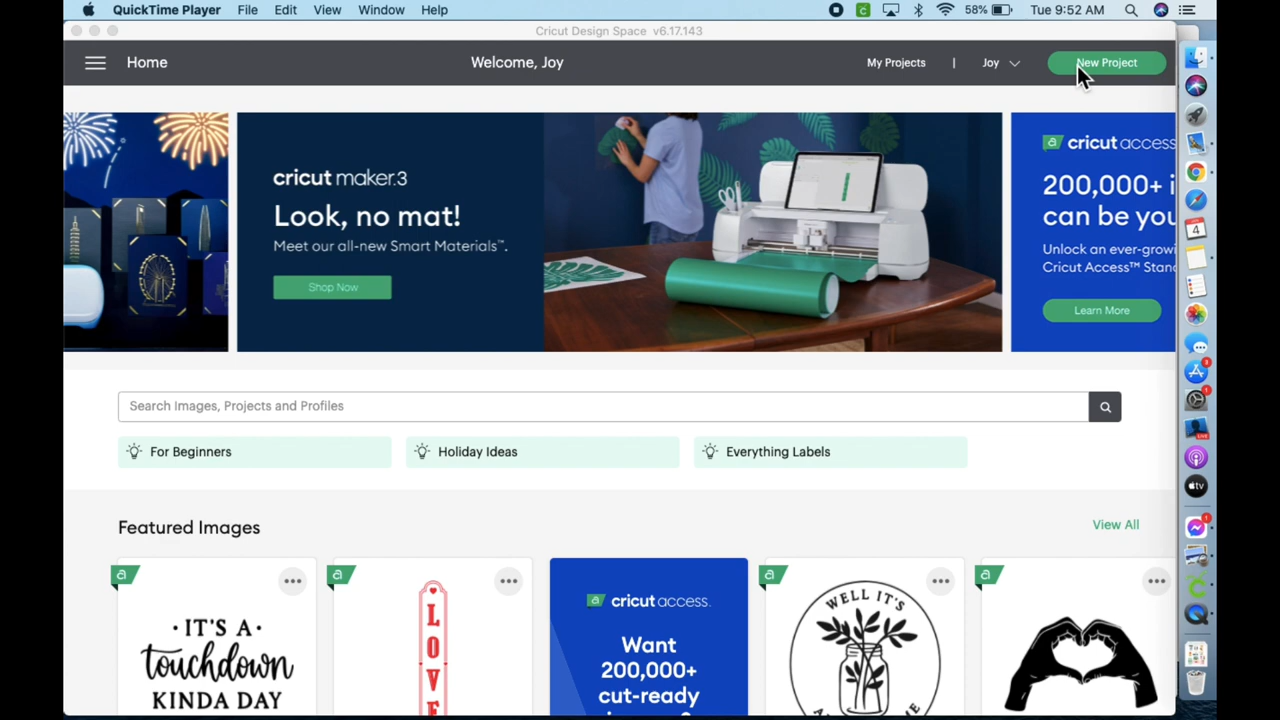 QuickTime Player File Edit View Window Help 58% Tue 9:52 AM
Cricut Design Space v6.17.143
Home Welcome, Joy My Projects | Joy New Project
cricut maker.3
Look, no mat!
Meet our all-new Smart Materials™.
Shop Now
cricut access
200,000+ i
can be you
Unlock an ever-growi
Cricut Access™ Stand
Learn More
Search Images, Projects and Profiles
For Beginners Holiday Ideas Everything Labels
Featured Images View All
· IT'S A ·
touchdown
KINDA DAY
LOVE
cricut access.
Want
200,000+
cut-ready
WELL IT'S